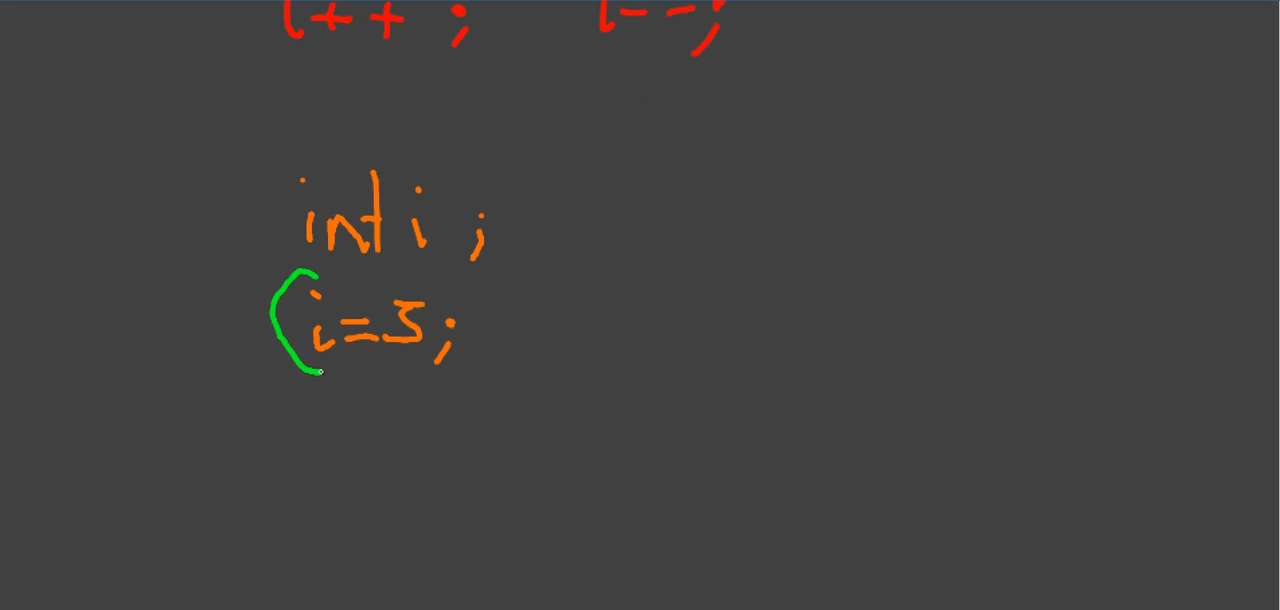 i++; i--;
int i;
i=5;